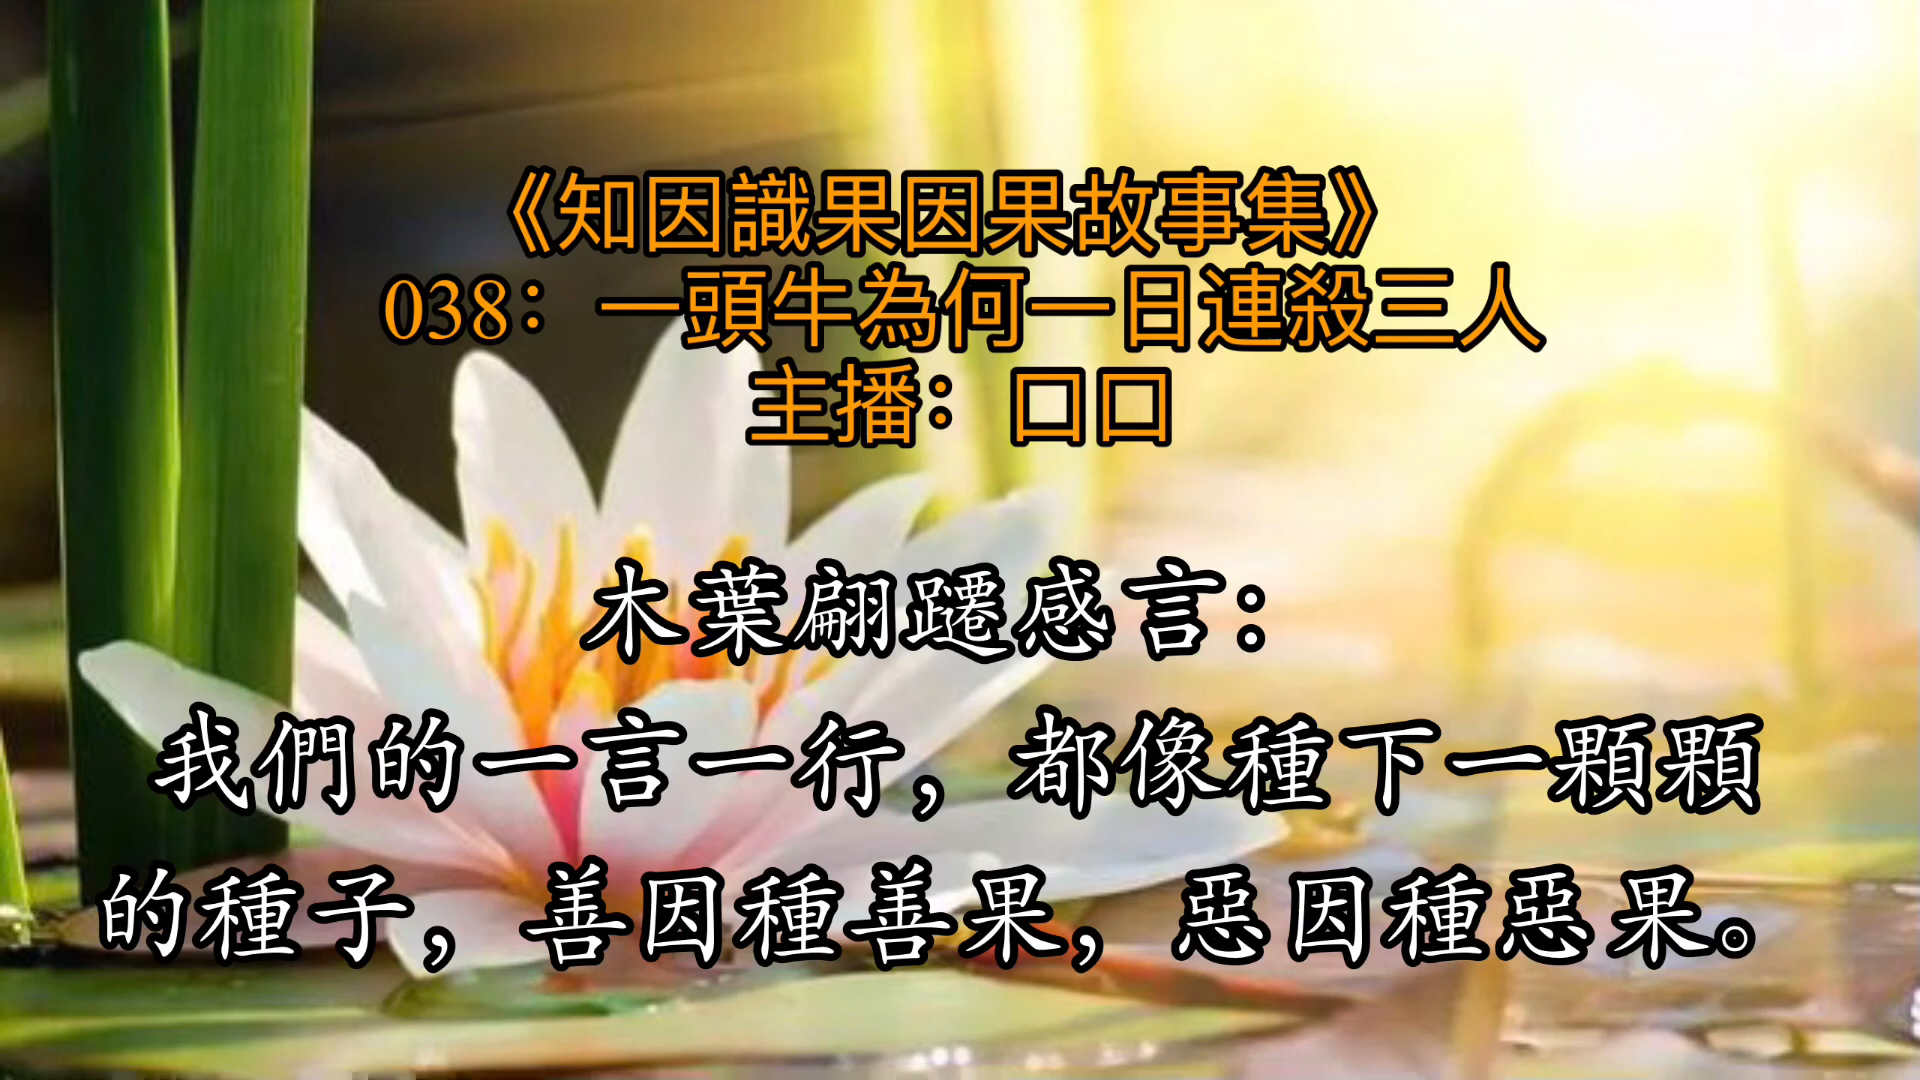 《知因識果因果故事集》
038：一頭牛為何一日連殺三人
主播：口口
木葉翩躚感言：
我們的一言一行，都像種下一顆顆
的種子，善因種善果，惡因種惡果。